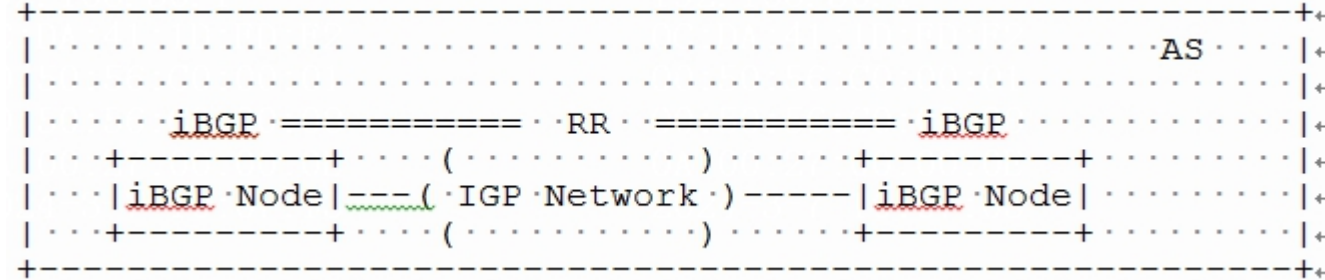 +-----------------------------------------------------------------+
| AS |
| |
| iBGP =========== RR =========== iBGP |
| +---------+ ( ) +---------+ |
| |iBGP Node|---( IGP Network )-----|iBGP Node| |
| +---------+ ( ) +---------+ |
+-----------------------------------------------------------------+